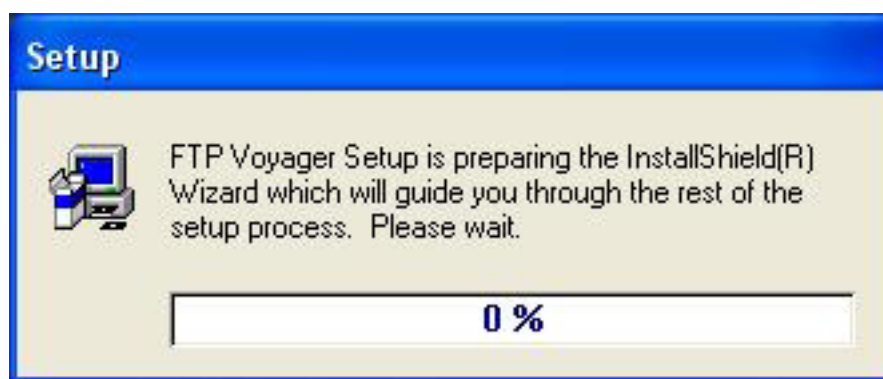 Setup
FTP Voyager Setup is preparing the InstallShield(R)
Wizard which will guide you through the rest of the
setup process.  Please wait.
0 %